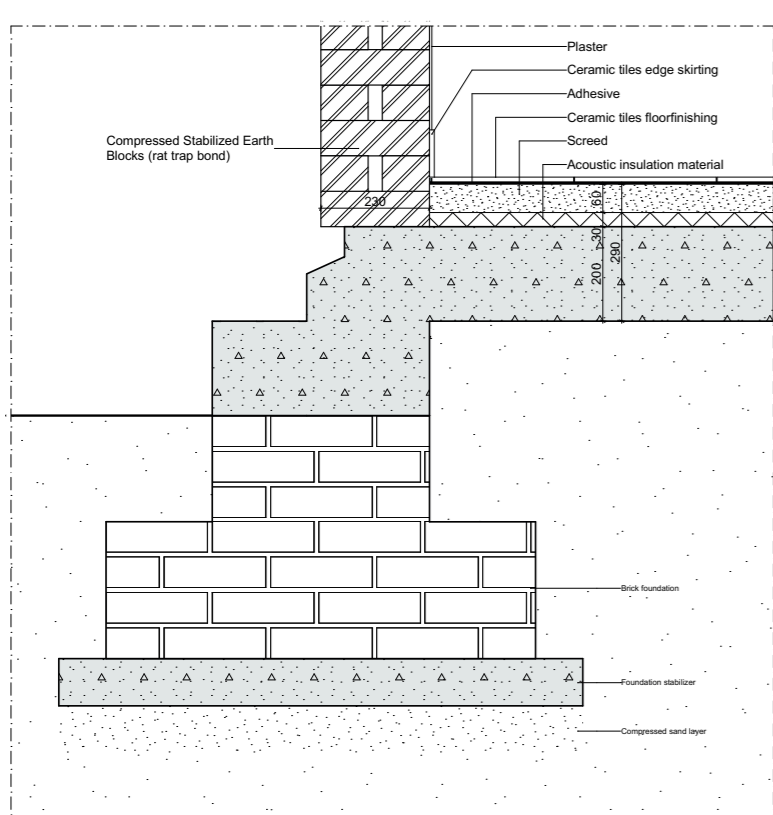 Plaster
Ceramic tiles edge skirting
Adhesive
Ceramic tiles floorfinishing
Screed
Acoustic insulation material
Compressed Stabilized Earth
Blocks (rat trap bond)
230
60
30
290
200
Brick foundation
Foundation stabilizer
Compressed sand layer